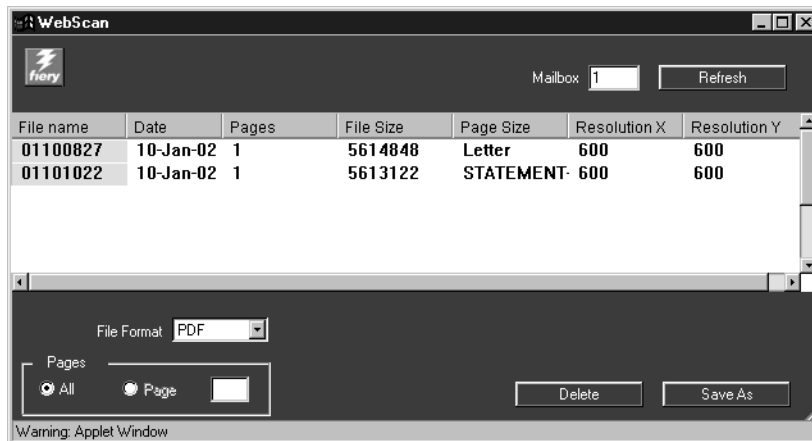 WebScan
fiery
Mailbox 1 Refresh
File name Date Pages File Size Page Size Resolution X Resolution Y
01100827 10-Jan-02 1 5614848 Letter 600 600
01101022 10-Jan-02 1 5613122 STATEMENT- 600 600
File Format PDF
Pages
All Page
Delete Save As
Warning: Applet Window